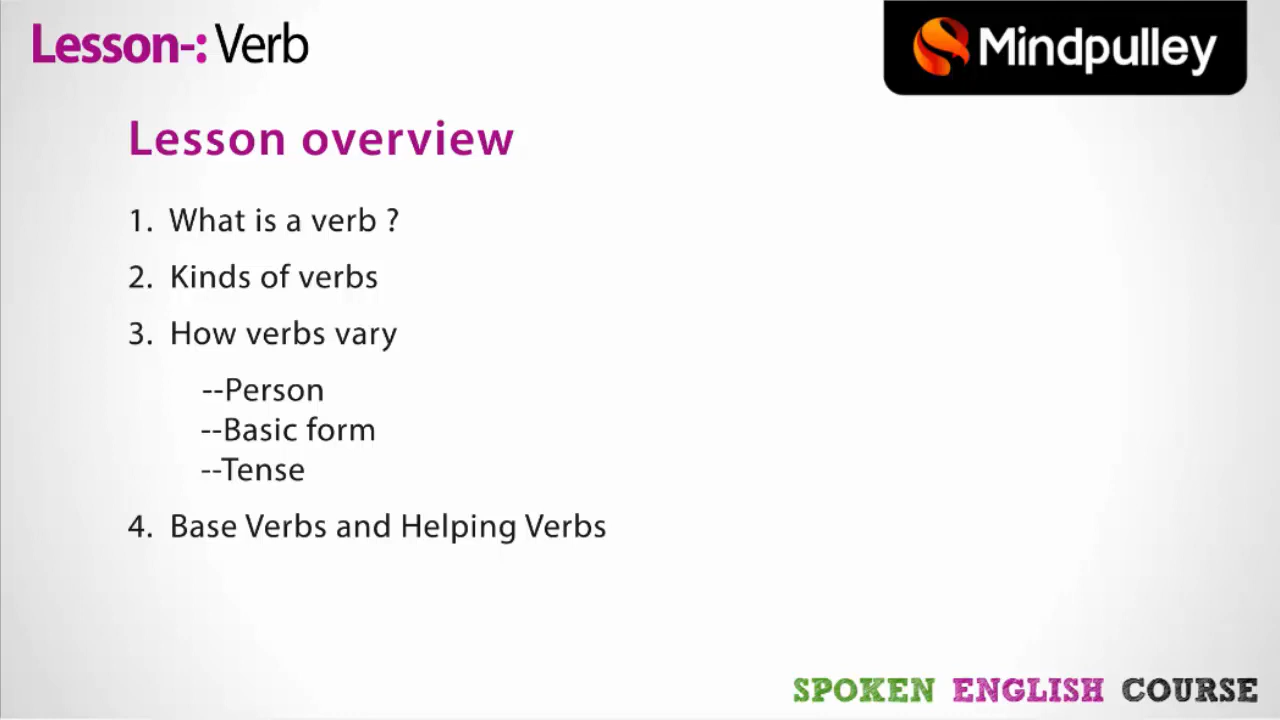 Lesson-: Verb
Mindpulley
Lesson overview
1. What is a verb ?
2. Kinds of verbs
3. How verbs vary
--Person
--Basic form
--Tense
4. Base Verbs and Helping Verbs
SPOKEN ENGLISH COURSE